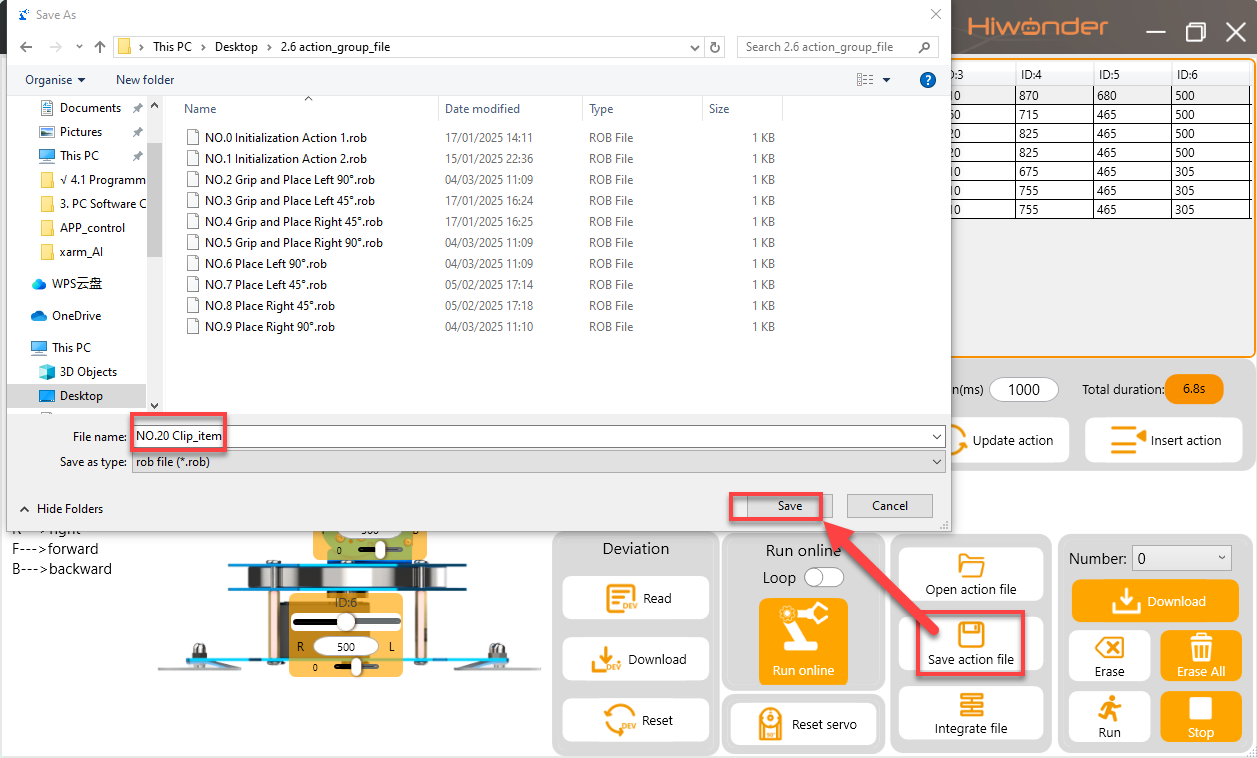 Save As
Hiwonder
This PC > Desktop > 2.6 action_group_file
Search 2.6 action_group_file
Organise
New folder
Documents
Pictures
This PC
√ 4.1 Programm
3. PC Software C
APP_control
xarm_AI
WPS云盘
OneDrive
This PC
3D Objects
Desktop
Name Date modified Type Size
NO.0 Initialization Action 1.rob 17/01/2025 14:11 ROB File 1 KB
NO.1 Initialization Action 2.rob 15/01/2025 22:36 ROB File 1 KB
NO.2 Grip and Place Left 90°.rob 04/03/2025 11:09 ROB File 1 KB
NO.3 Grip and Place Left 45°.rob 17/01/2025 16:24 ROB File 1 KB
NO.4 Grip and Place Right 45°.rob 17/01/2025 16:25 ROB File 1 KB
NO.5 Grip and Place Right 90°.rob 04/03/2025 11:09 ROB File 1 KB
NO.6 Place Left 90°.rob 04/03/2025 11:09 ROB File 1 KB
NO.7 Place Left 45°.rob 05/02/2025 17:14 ROB File 1 KB
NO.8 Place Right 45°.rob 05/02/2025 17:18 ROB File 1 KB
NO.9 Place Right 90°.rob 04/03/2025 11:10 ROB File 1 KB
File name: NO.20 Clip_item
Save as type: rob file (*.rob)
Hide Folders
Save
Cancel
D:3 ID:4 ID:5 ID:6
870 680 500
715 465 500
825 465 500
825 465 500
675 465 305
755 465 305
755 465 305
n(ms) 1000 Total duration: 6.8s
Update action
Insert action
F--->forward
B--->backward
0
ID:6
R 500 L
0
Deviation
DEV Read
DEV Download
DEV Reset
Run online
Loop
Run online
Reset servo
Open action file
Save action file
Integrate file
Number: 0
Download
Erase
Erase All
Run
Stop